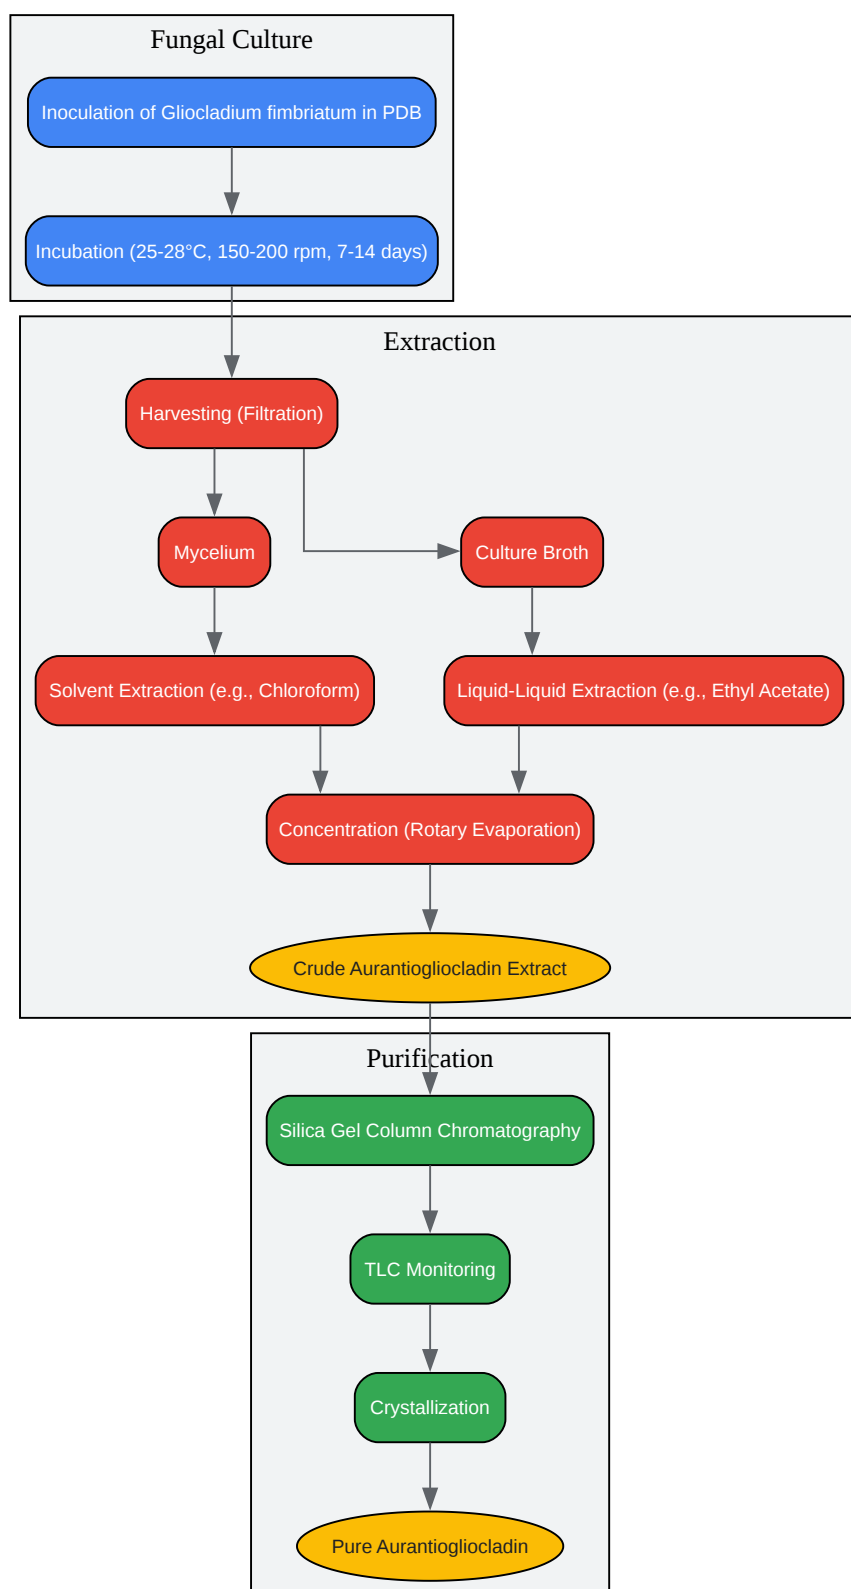 Fungal Culture
Inoculation of Gliocladium fimbriatum in PDB
Incubation (25-28°C, 150-200 rpm, 7-14 days)
Extraction
Harvesting (Filtration)
Mycelium
Culture Broth
Solvent Extraction (e.g., Chloroform)
Liquid-Liquid Extraction (e.g., Ethyl Acetate)
Concentration (Rotary Evaporation)
Crude Aurantiogliocladin Extract
Purification
Silica Gel Column Chromatography
TLC Monitoring
Crystallization
Pure Aurantiogliocladin